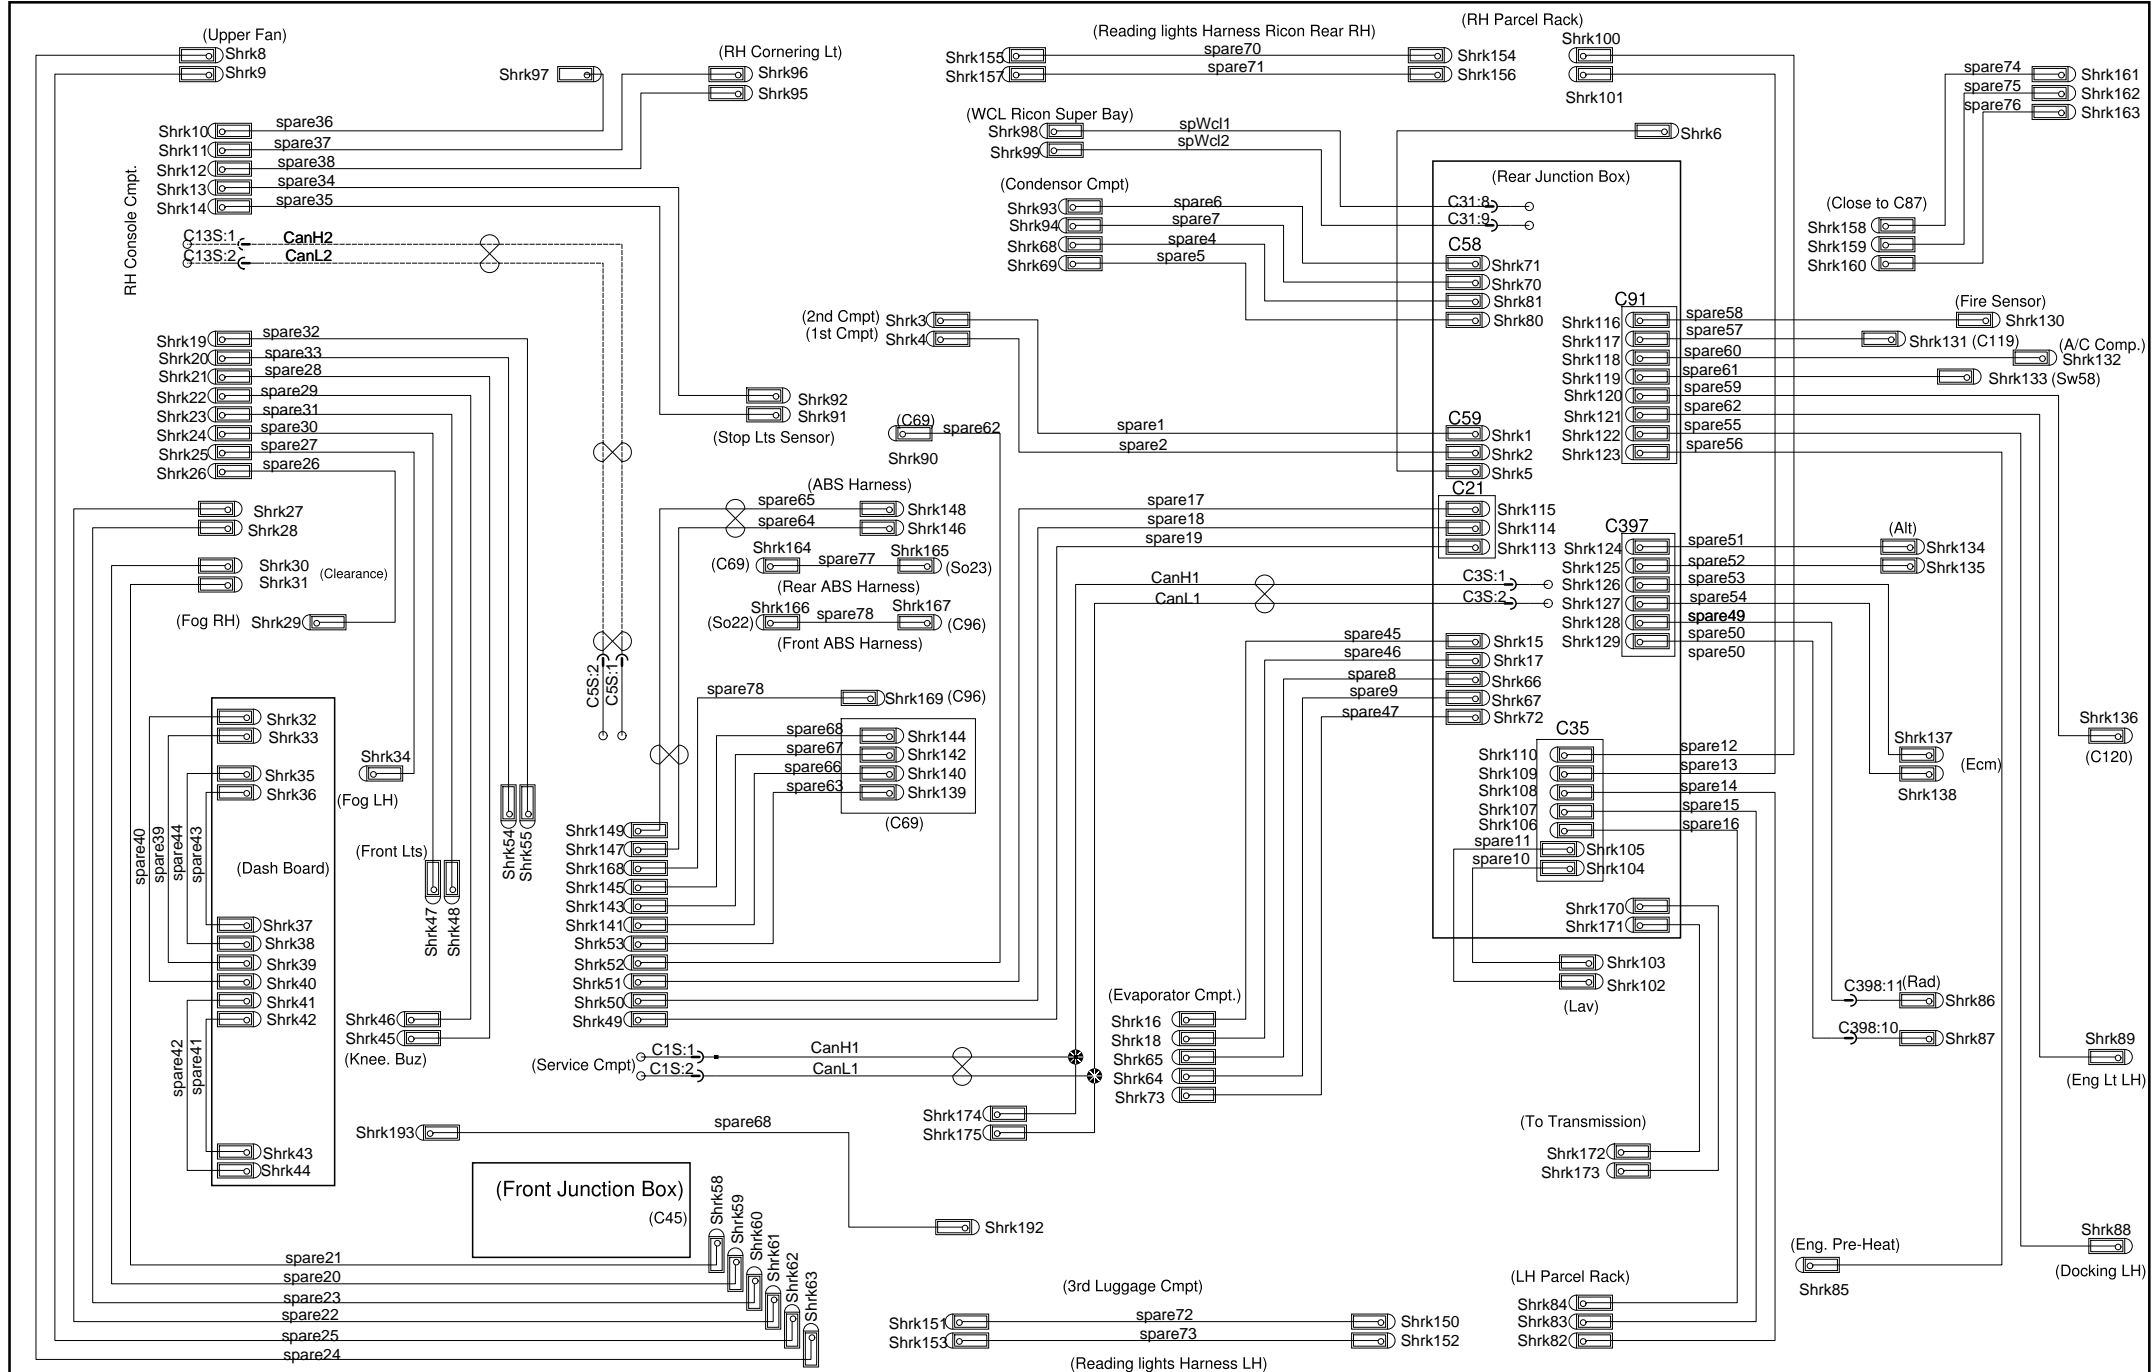 (Upper Fan)
Shrk8
Shrk9
Shrk97
(RH Cornering Lt)
Shrk96
Shrk95
Shrk10 spare36
Shrk11 spare37
Shrk12 spare38
Shrk13 spare34
Shrk14 spare35
RH Console Cmpt.
C13S:1 CanH2
C13S:2 CanL2
(Reading lights Harness Ricon Rear RH)
Shrk155 spare70 Shrk154
Shrk157 spare71 Shrk156
(RH Parcel Rack)
Shrk100
Shrk101
(WCL Ricon Super Bay)
Shrk98 spWcl1
Shrk99 spWcl2
Shrk6
(Condensor Cmpt)
Shrk93 spare6
Shrk94 spare7
Shrk68 spare4
Shrk69 spare5
(Rear Junction Box)
C31:8
C31:9
C58
Shrk71
Shrk70
Shrk81
Shrk80
spare74 Shrk161
spare75 Shrk162
spare76 Shrk163
(Close to C87)
Shrk158
Shrk159
Shrk160
C91
Shrk116 spare58 (Fire Sensor) Shrk130
Shrk117 spare57 Shrk131 (C119)
Shrk118 spare60 (A/C Comp.) Shrk132
Shrk119 spare61 Shrk133 (Sw58)
Shrk120 spare59
Shrk121 spare62
Shrk122 spare55
Shrk123 spare56
(2nd Cmpt) Shrk3
(1st Cmpt) Shrk4
Shrk19 spare32
Shrk20 spare33
Shrk21 spare28
Shrk22 spare29
Shrk23 spare31
Shrk24 spare30
Shrk25 spare27
Shrk26 spare26
Shrk92
Shrk91
(Stop Lts Sensor)
(C69) spare62
Shrk90
spare1
spare2
C59
Shrk1
Shrk2
Shrk5
Shrk27
Shrk28
Shrk30
Shrk31
(Clearance)
(Fog RH) Shrk29
(ABS Harness)
spare65 Shrk148
spare64 Shrk146
Shrk164 Shrk165
(C69) spare77 (So23)
(Rear ABS Harness)
Shrk166 Shrk167
(So22) spare78 (C96)
(Front ABS Harness)
C21
spare17 Shrk115
spare18 Shrk114
spare19 Shrk113
CanH1 C3S:1
CanL1 C3S:2
C397
Shrk124 spare51 (Alt) Shrk134
Shrk125 spare52 Shrk135
Shrk126 spare53
Shrk127 spare54
Shrk128 spare49
Shrk129 spare50
spare50
C5S:2
C5S:1
spare45 Shrk15
spare46 Shrk17
spare8 Shrk66
spare9 Shrk67
spare47 Shrk72
spare78 Shrk169 (C96)
spare68 Shrk144
spare67 Shrk142
spare66 Shrk140
spare63 Shrk139
(C69)
Shrk32
Shrk33
Shrk35
Shrk36
(Dash Board)
Shrk37
Shrk38
Shrk39
Shrk40
Shrk41
Shrk42
Shrk43
Shrk44
spare40
spare39
spare44
spare43
spare42
spare41
Shrk34
(Fog LH)
(Front Lts)
Shrk47
Shrk48
Shrk54
Shrk55
Shrk46
Shrk45
(Knee. Buz)
Shrk149
Shrk147
Shrk168
Shrk145
Shrk143
Shrk141
Shrk53
Shrk52
Shrk51
Shrk50
Shrk49
(Service Cmpt)
C1S:1 CanH1
C1S:2 CanL1
Shrk174
Shrk175
C35
Shrk110 spare12
Shrk109 spare13
Shrk108 spare14
Shrk107 spare15
Shrk106 spare16
spare11 Shrk105
spare10 Shrk104
Shrk170
Shrk171
Shrk103
Shrk102
(Lav)
Shrk137
(Ecm)
Shrk138
Shrk136
(C120)
C398:11 (Rad)
Shrk86
C398:10
Shrk87
Shrk89
(Eng Lt LH)
(Evaporator Cmpt.)
Shrk16
Shrk18
Shrk65
Shrk64
Shrk73
Shrk193 spare68
Shrk192
(To Transmission)
Shrk172
Shrk173
(Front Junction Box)
(C45)
Shrk58
Shrk59
Shrk60
Shrk61
Shrk62
Shrk63
spare21
spare20
spare23
spare22
spare25
spare24
(3rd Luggage Cmpt)
Shrk151 spare72 Shrk150
Shrk153 spare73 Shrk152
(Reading lights Harness LH)
(LH Parcel Rack)
Shrk84
Shrk83
Shrk82
(Eng. Pre-Heat)
Shrk85
Shrk88
(Docking LH)